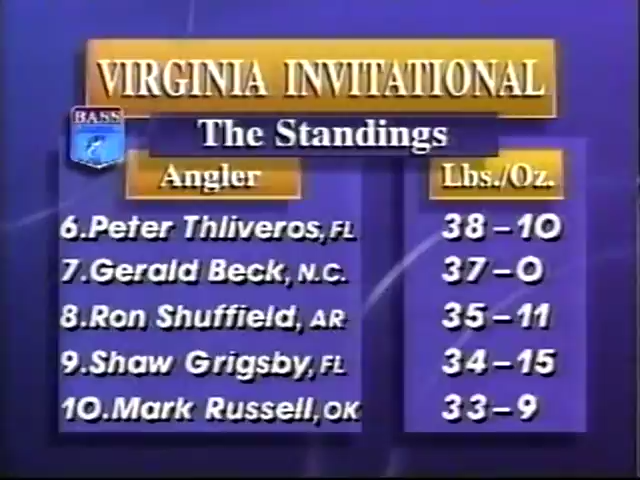 VIRGINIA INVITATIONAL
BASS
The Standings
Angler Lbs./Oz.
6.Peter Thliveros, FL 38-10
7.Gerald Beck, N.C. 37-0
8.Ron Shuffield, AR 35-11
9.Shaw Grigsby, FL 34-15
10.Mark Russell, OK 33-9